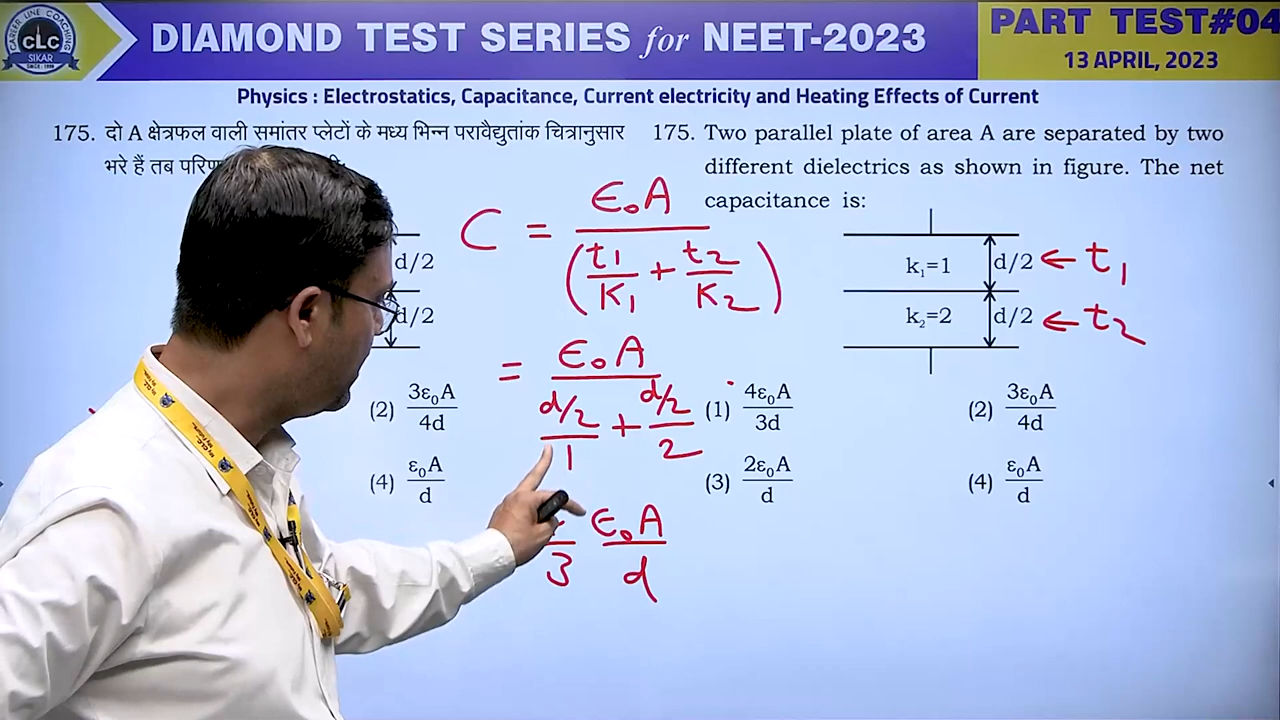 CAREER LINE COACHING
CLC
SIKAR
SINCE : 1996
DIAMOND TEST SERIES for NEET-2023
PART TEST#04
13 APRIL, 2023
Physics : Electrostatics, Capacitance, Current electricity and Heating Effects of Current
175. दो A क्षेत्रफल वाली समांतर प्लेटों के मध्य भिन्न परावैद्युतांक चित्रानुसार
भरे हैं तब
d/2
d/2
(2) 3ε₀A/4d
(4) ε₀A/d
175. Two parallel plate of area A are separated by two
different dielectrics as shown in figure. The net
capacitance is:
k₁=1 d/2 ← t₁
k₂=2 d/2 ← t₂
(1) 4ε₀A/3d (2) 3ε₀A/4d
(3) 2ε₀A/d (4) ε₀A/d
C = ε₀A/(t₁/K₁ + t₂/K₂)
= ε₀A/((d/2)/1 + (d/2)/2)
3 ε₀A/d